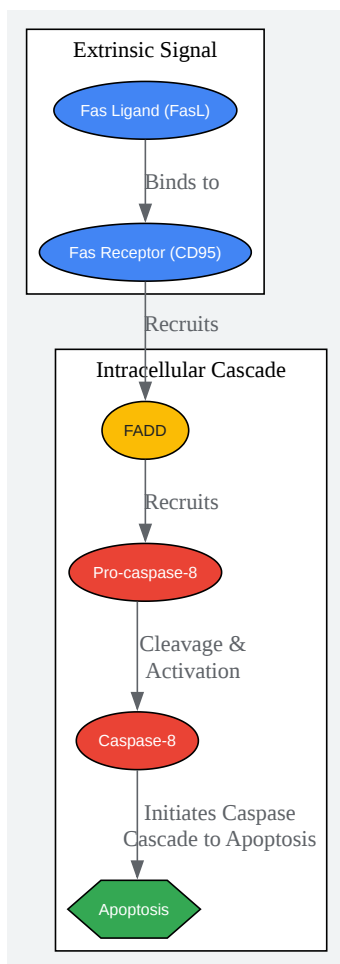 Extrinsic Signal
Fas Ligand (FasL)
Binds to
Fas Receptor (CD95)
Recruits
Intracellular Cascade
FADD
Recruits
Pro-caspase-8
Cleavage &
Activation
Caspase-8
Initiates Caspase
Cascade to Apoptosis
Apoptosis